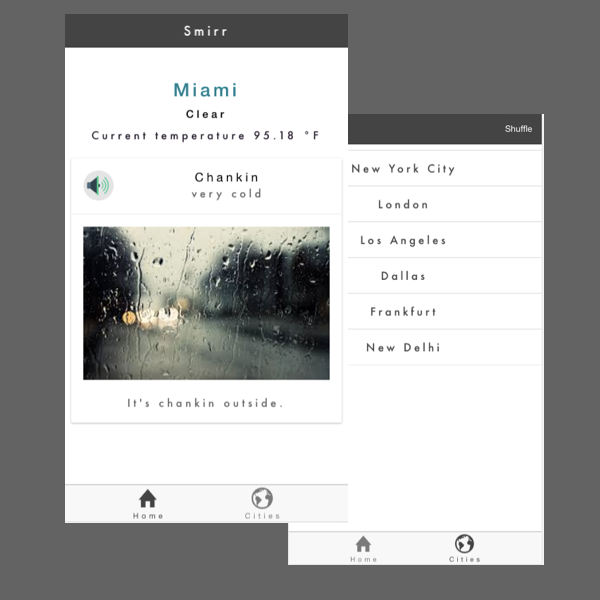 Smirr
Miami
Clear
Current temperature 95.18 °F
Chankin
very cold
It's chankin outside.
Home
Cities
Shuffle
New York City
London
Los Angeles
Dallas
Frankfurt
New Delhi
Home
Cities